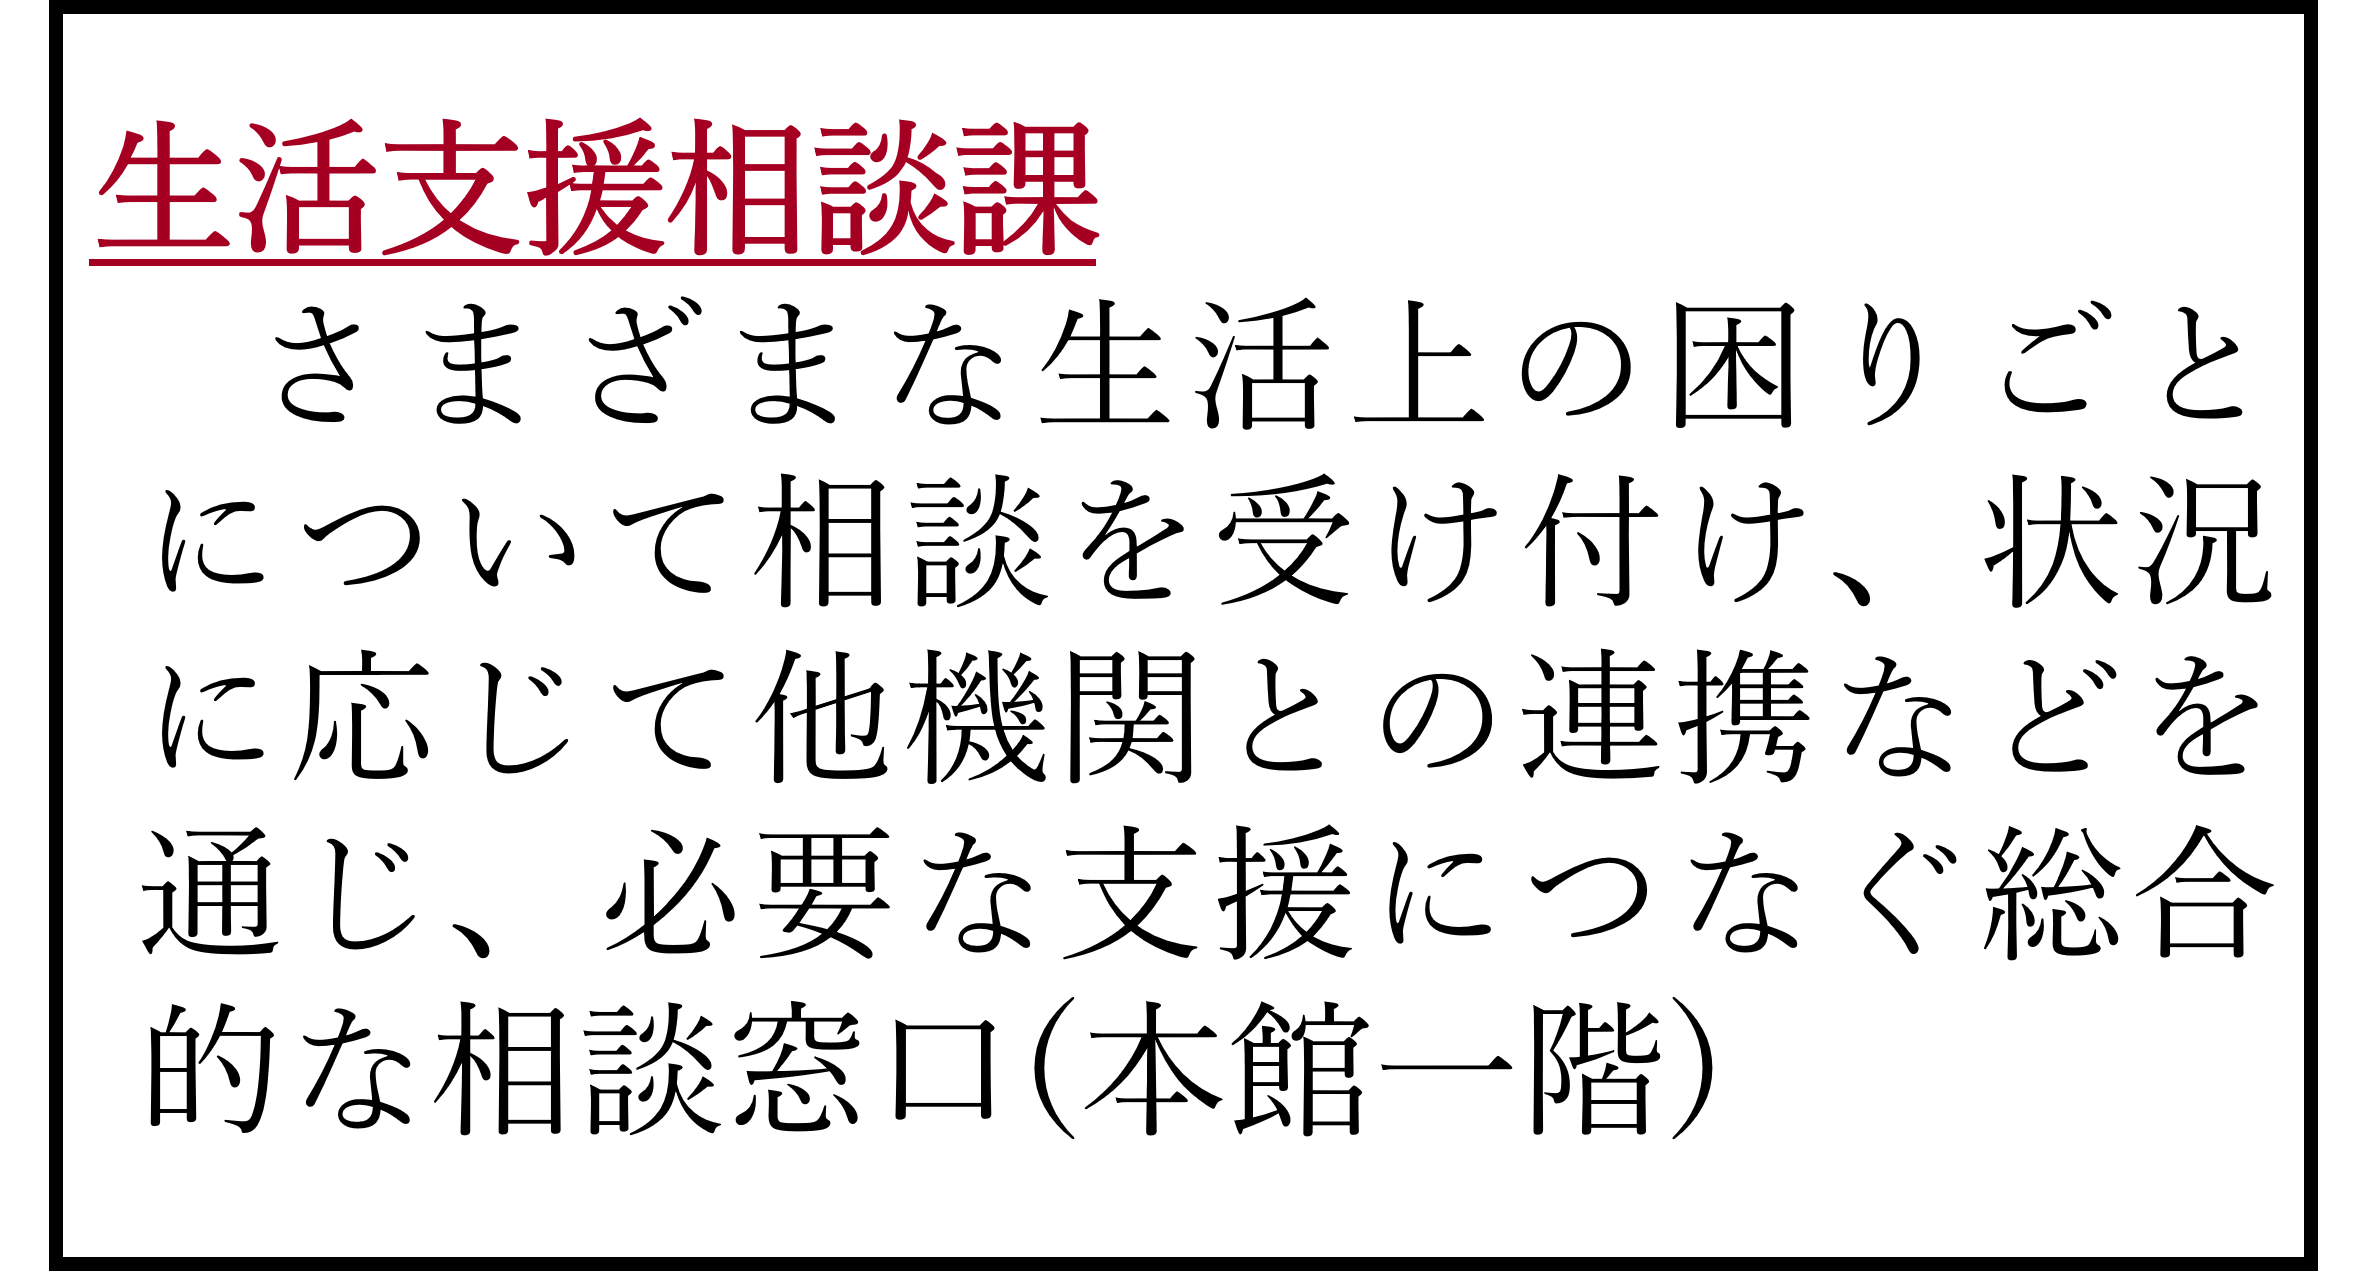 生活支援相談課
さまざまな生活上の困りごと
について相談を受け付け、状況
に応じて他機関との連携などを
通じ、必要な支援につなぐ総合
的な相談窓口(本館一階)